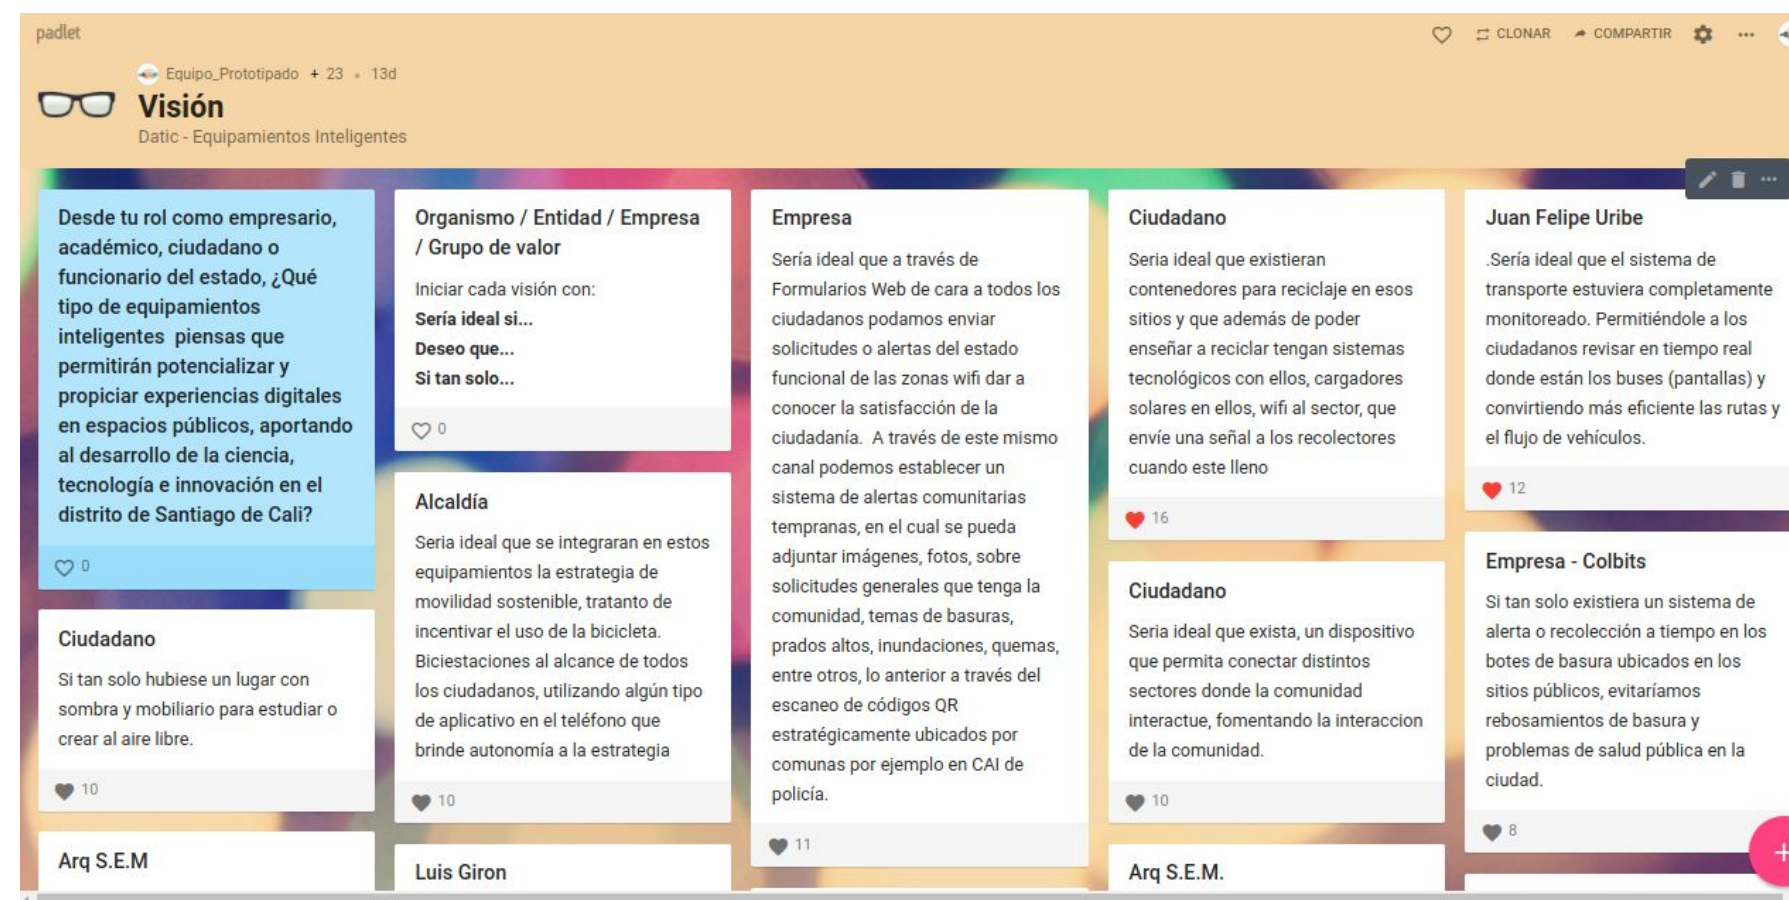 padlet
CLONAR
COMPARTIR
Equipo_Prototipado + 23 • 13d
Visión
Datic - Equipamientos Inteligentes
Desde tu rol como empresario,
académico, ciudadano o
funcionario del estado, ¿Qué
tipo de equipamientos
inteligentes piensas que
permitirán potencializar y
propiciar experiencias digitales
en espacios públicos, aportando
al desarrollo de la ciencia,
tecnología e innovación en el
distrito de Santiago de Cali?
0
Ciudadano
Si tan solo hubiese un lugar con
sombra y mobiliario para estudiar o
crear al aire libre.
10
Arq S.E.M
Organismo / Entidad / Empresa
/ Grupo de valor
Iniciar cada visión con:
Sería ideal si...
Deseo que...
Si tan solo...
0
Alcaldía
Seria ideal que se integraran en estos
equipamientos la estrategia de
movilidad sostenible, tratanto de
incentivar el uso de la bicicleta.
Biciestaciones al alcance de todos
los ciudadanos, utilizando algún tipo
de aplicativo en el teléfono que
brinde autonomía a la estrategia
10
Luis Giron
Empresa
Sería ideal que a través de
Formularios Web de cara a todos los
ciudadanos podamos enviar
solicitudes o alertas del estado
funcional de las zonas wifi dar a
conocer la satisfacción de la
ciudadanía. A través de este mismo
canal podemos establecer un
sistema de alertas comunitarias
tempranas, en el cual se pueda
adjuntar imágenes, fotos, sobre
solicitudes generales que tenga la
comunidad, temas de basuras,
prados altos, inundaciones, quemas,
entre otros, lo anterior a través del
escaneo de códigos QR
estratégicamente ubicados por
comunas por ejemplo en CAI de
policía.
11
Ciudadano
Seria ideal que existieran
contenedores para reciclaje en esos
sitios y que además de poder
enseñar a reciclar tengan sistemas
tecnológicos con ellos, cargadores
solares en ellos, wifi al sector, que
envíe una señal a los recolectores
cuando este lleno
16
Ciudadano
Seria ideal que exista, un dispositivo
que permita conectar distintos
sectores donde la comunidad
interactue, fomentando la interaccion
de la comunidad.
10
Arq S.E.M.
Juan Felipe Uribe
.Sería ideal que el sistema de
transporte estuviera completamente
monitoreado. Permitiéndole a los
ciudadanos revisar en tiempo real
donde están los buses (pantallas) y
convirtiendo más eficiente las rutas y
el flujo de vehículos.
12
Empresa - Colbits
Si tan solo existiera un sistema de
alerta o recolección a tiempo en los
botes de basura ubicados en los
sitios públicos, evitaríamos
rebosamientos de basura y
problemas de salud pública en la
ciudad.
8